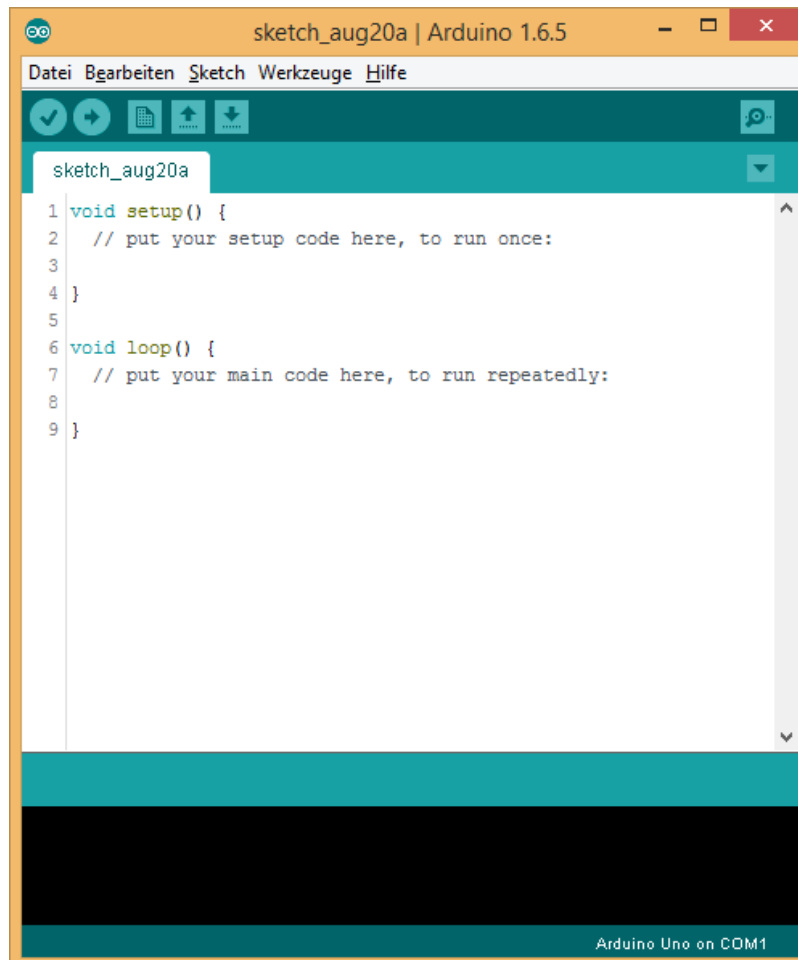 sketch_aug20a | Arduino 1.6.5
Datei Bearbeiten Sketch Werkzeuge Hilfe
sketch_aug20a
1 void setup() {
2   // put your setup code here, to run once:
3
4 }
5
6 void loop() {
7   // put your main code here, to run repeatedly:
8
9 }
Arduino Uno on COM1